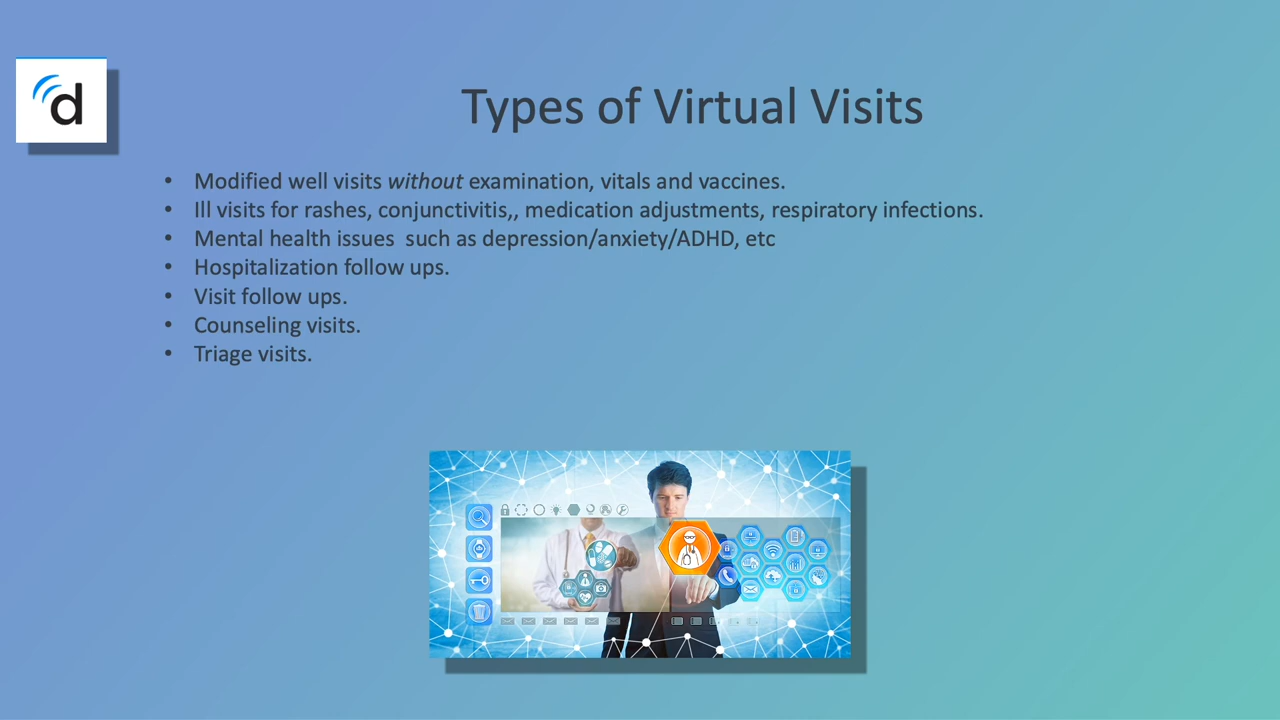 d
Types of Virtual Visits
• Modified well visits without examination, vitals and vaccines.
• Ill visits for rashes, conjunctivitis,, medication adjustments, respiratory infections.
• Mental health issues  such as depression/anxiety/ADHD, etc
• Hospitalization follow ups.
• Visit follow ups.
• Counseling visits.
• Triage visits.